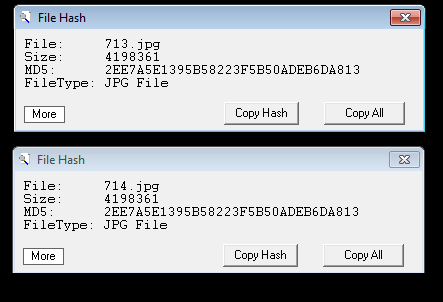 File Hash
File: 713.jpg
Size: 4198361
MD5: 2EE7A5E1395B58223F5B50ADEB6DA813
FileType: JPG File
More Copy Hash Copy All
File Hash
File: 714.jpg
Size: 4198361
MD5: 2EE7A5E1395B58223F5B50ADEB6DA813
FileType: JPG File
More Copy Hash Copy All